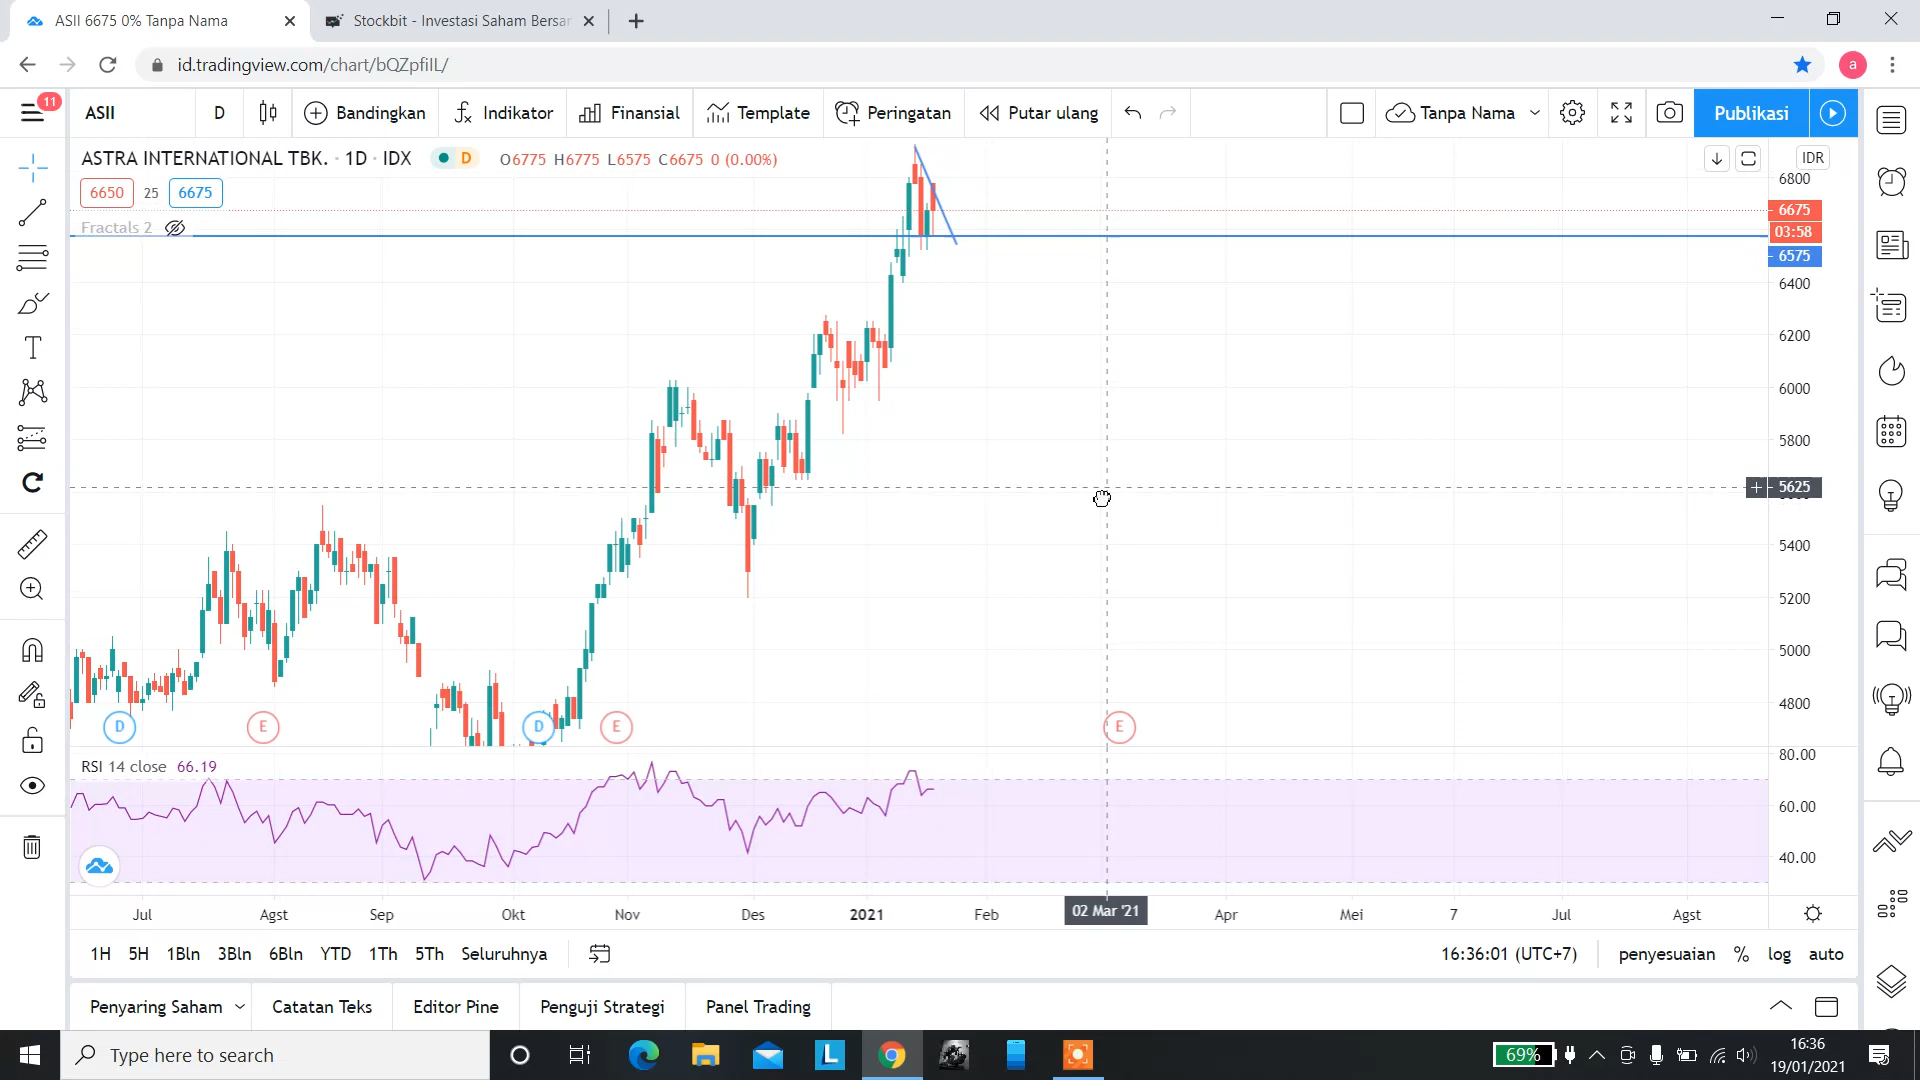 ASII 6675 0% Tanpa Nama
Stockbit - Investasi Saham Bersar
id.tradingview.com/chart/bQZpfiIL/
a
11
ASII
D
Bandingkan
Indikator
Finansial
Template
Peringatan
Putar ulang
Tanpa Nama
Publikasi
ASTRA INTERNATIONAL TBK. · 1D · IDX
D
O6775 H6775 L6575 C6675 0 (0.00%)
IDR
6650
25
6675
Fractals 2
6800
6675
03:58
6575
6400
6200
6000
5800
5625
5400
5200
5000
4800
D
E
D
E
E
RSI 14 close 66.19
80.00
60.00
40.00
Jul
Agst
Sep
Okt
Nov
Des
2021
Feb
02 Mar '21
Apr
Mei
7
Jul
Agst
1H
5H
1Bln
3Bln
6Bln
YTD
1Th
5Th
Seluruhnya
16:36:01 (UTC+7)
penyesuaian
%
log
auto
Penyaring Saham
Catatan Teks
Editor Pine
Penguji Strategi
Panel Trading
Type here to search
L
69%
16:36
19/01/2021